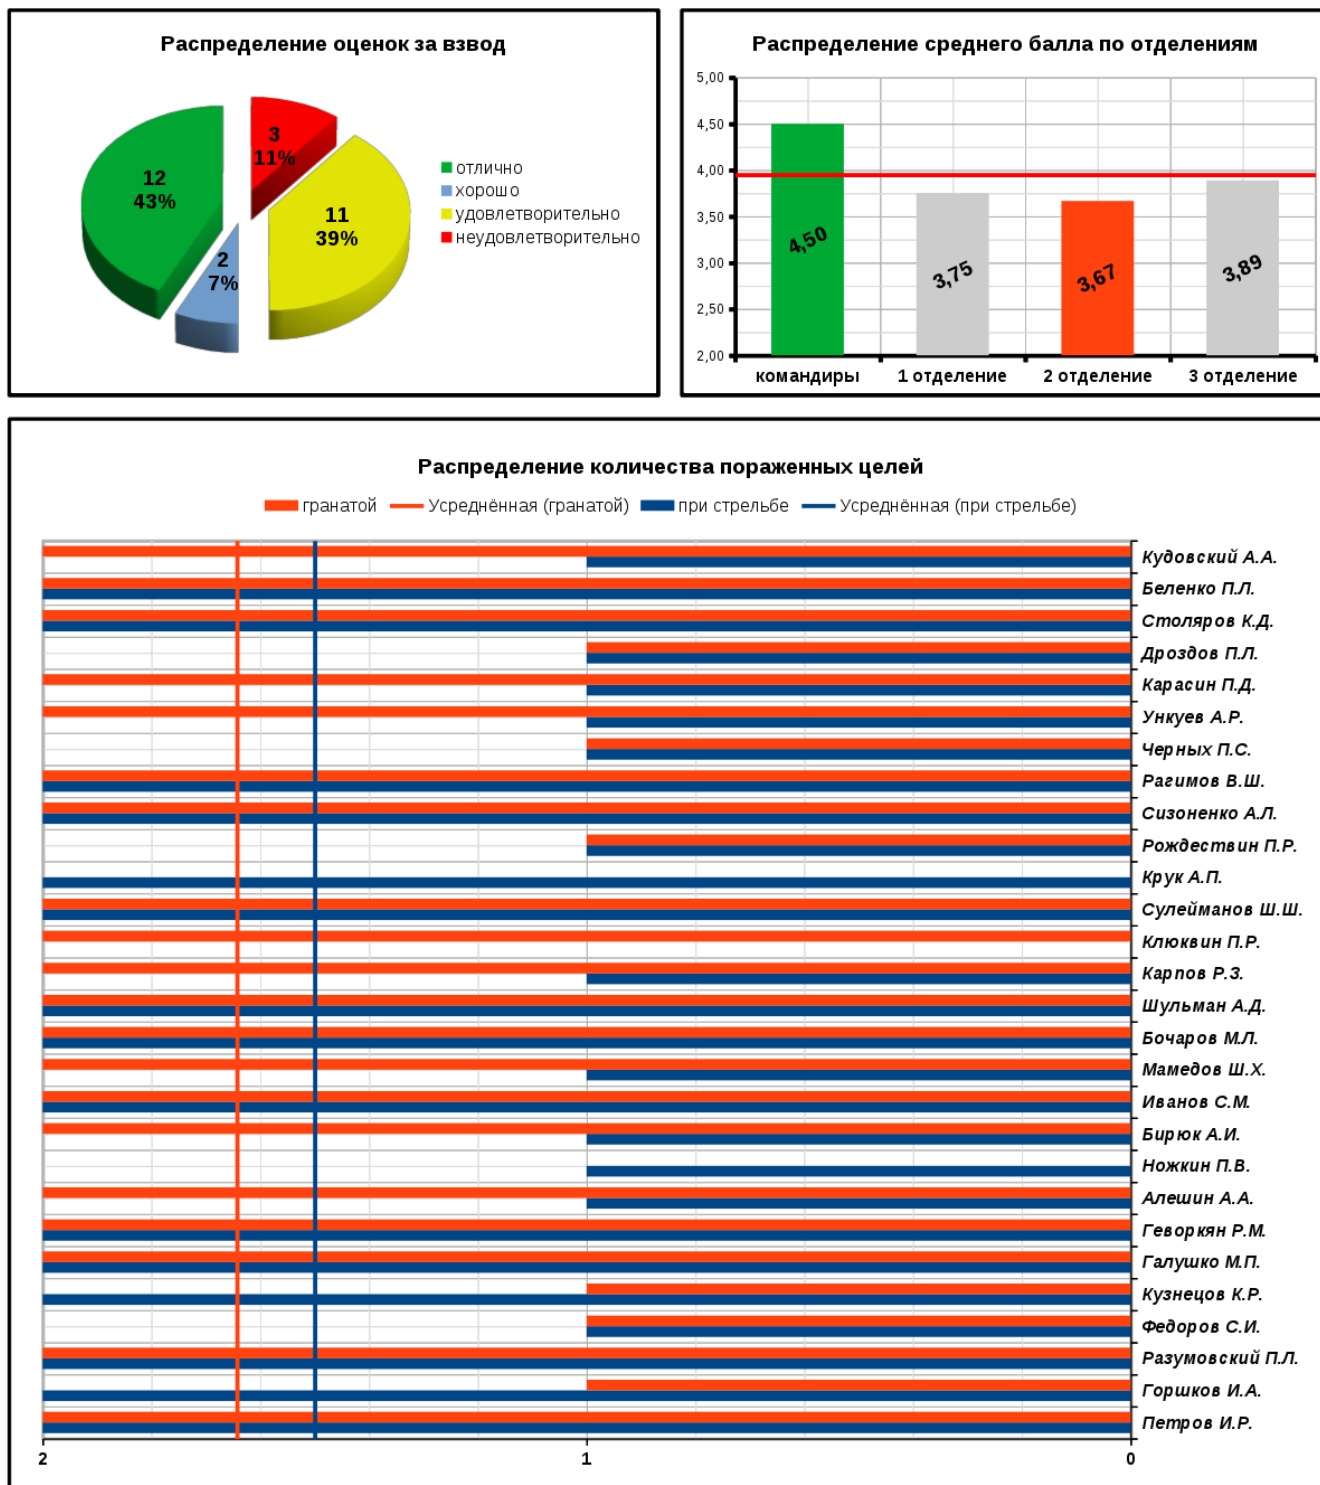 Распределение оценок за взвод
3
11%
12
43%
11
39%
2
7%
отлично
хорошо
удовлетворительно
неудовлетворительно
Распределение среднего балла по отделениям
5,00
4,50
4,00
3,50
3,00
2,50
2,00
4,50
3,75
3,67
3,89
командиры 1 отделение 2 отделение 3 отделение
Распределение количества пораженных целей
гранатой Усреднённая (гранатой) при стрельбе Усреднённая (при стрельбе)
Кудовский А.А.
Беленко П.Л.
Столяров К.Д.
Дроздов П.Л.
Карасин П.Д.
Ункуев А.Р.
Черных П.С.
Рагимов В.Ш.
Сизоненко А.Л.
Рождествин П.Р.
Крук А.П.
Сулейманов Ш.Ш.
Клюквин П.Р.
Карпов Р.З.
Шульман А.Д.
Бочаров М.Л.
Мамедов Ш.Х.
Иванов С.М.
Бирюк А.И.
Ножкин П.В.
Алешин А.А.
Геворкян Р.М.
Галушко М.П.
Кузнецов К.Р.
Федоров С.И.
Разумовский П.Л.
Горшков И.А.
Петров И.Р.
2 1 0